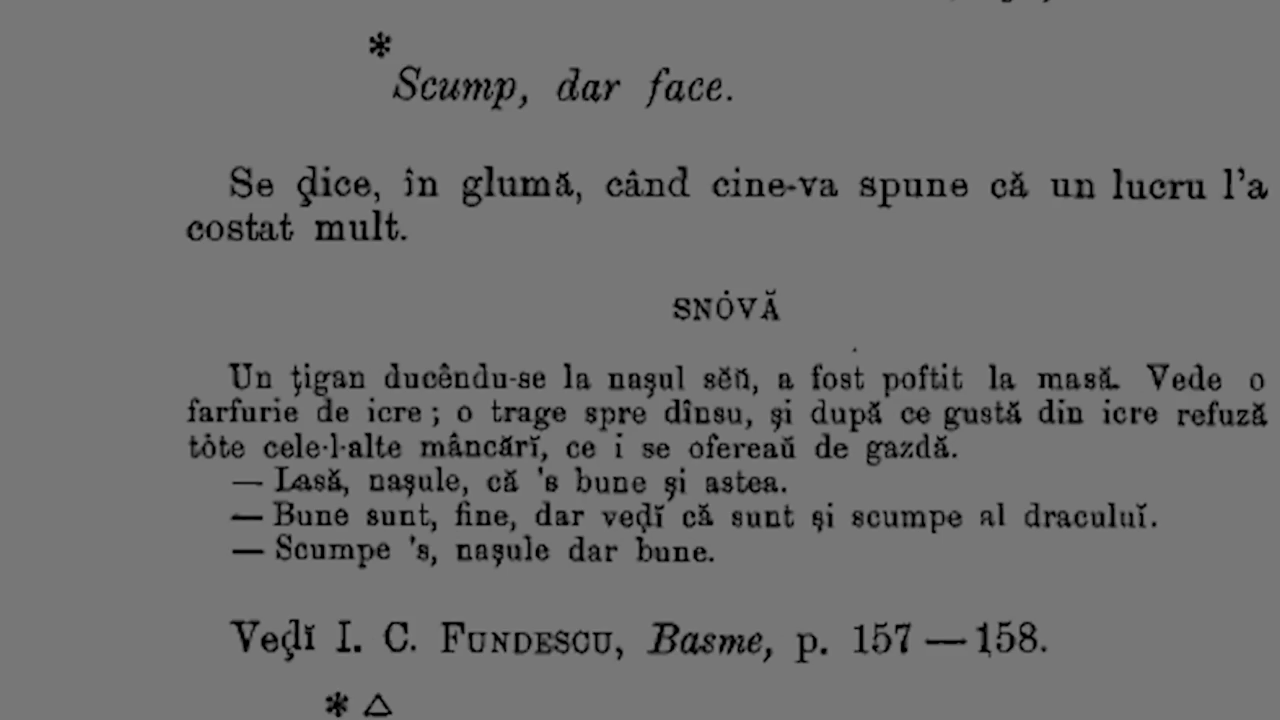 *
Scump, dar face.
Se ḑice, în glumă, când cine-va spune că un lucru l'a
costat mult.
SNȮVĂ
Un ţigan ducêndu-se la naşul sĕŭ, a fost poftit la masă. Vede o
farfurie de icre; o trage spre dînsu, şi după ce gustă din icre refuză
tȯte cele-l-alte mâncărĭ, ce i se ofereaŭ de gazdă.
— Lasă, naşule, că 's bune şi astea.
— Bune sunt, fine, dar veḑĭ că sunt şi scumpe al draculuĭ.
— Scumpe 's, naşule dar bune.
Veḑĭ I. C. FUNDESCU, Basme, p. 157—158.
* △